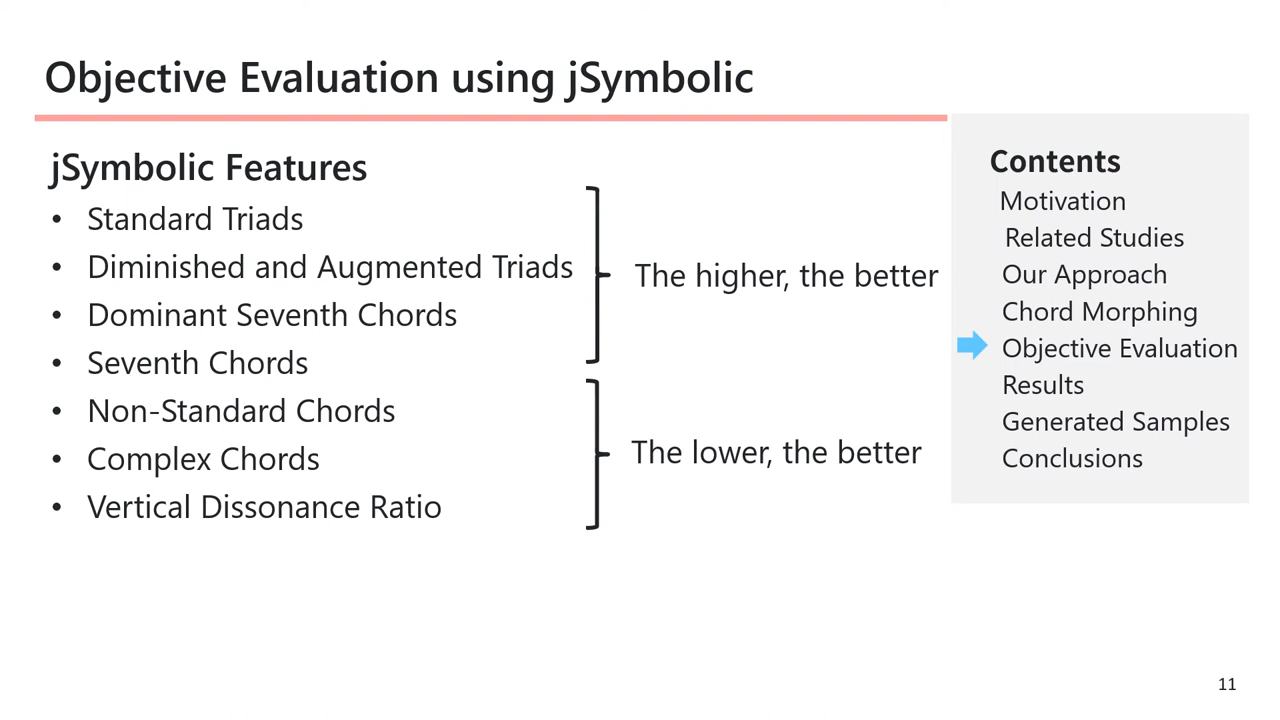 Objective Evaluation using jSymbolic
jSymbolic Features
• Standard Triads
• Diminished and Augmented Triads
• Dominant Seventh Chords
• Seventh Chords
• Non-Standard Chords
• Complex Chords
• Vertical Dissonance Ratio
The higher, the better
The lower, the better
Contents
Motivation
Related Studies
Our Approach
Chord Morphing
Objective Evaluation
Results
Generated Samples
Conclusions
11